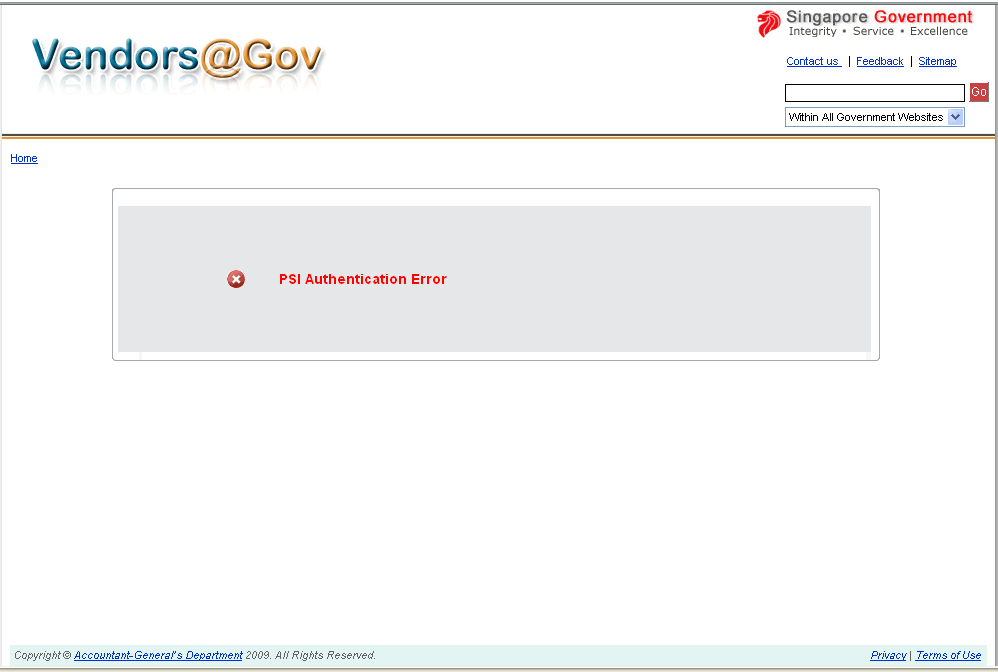 Vendors@Gov
Singapore Government
Integrity • Service • Excellence
Contact us | Feedback | Sitemap
Go
Within All Government Websites
Home
PSI Authentication Error
Copyright © Accountant-General's Department 2009. All Rights Reserved.
Privacy | Terms of Use